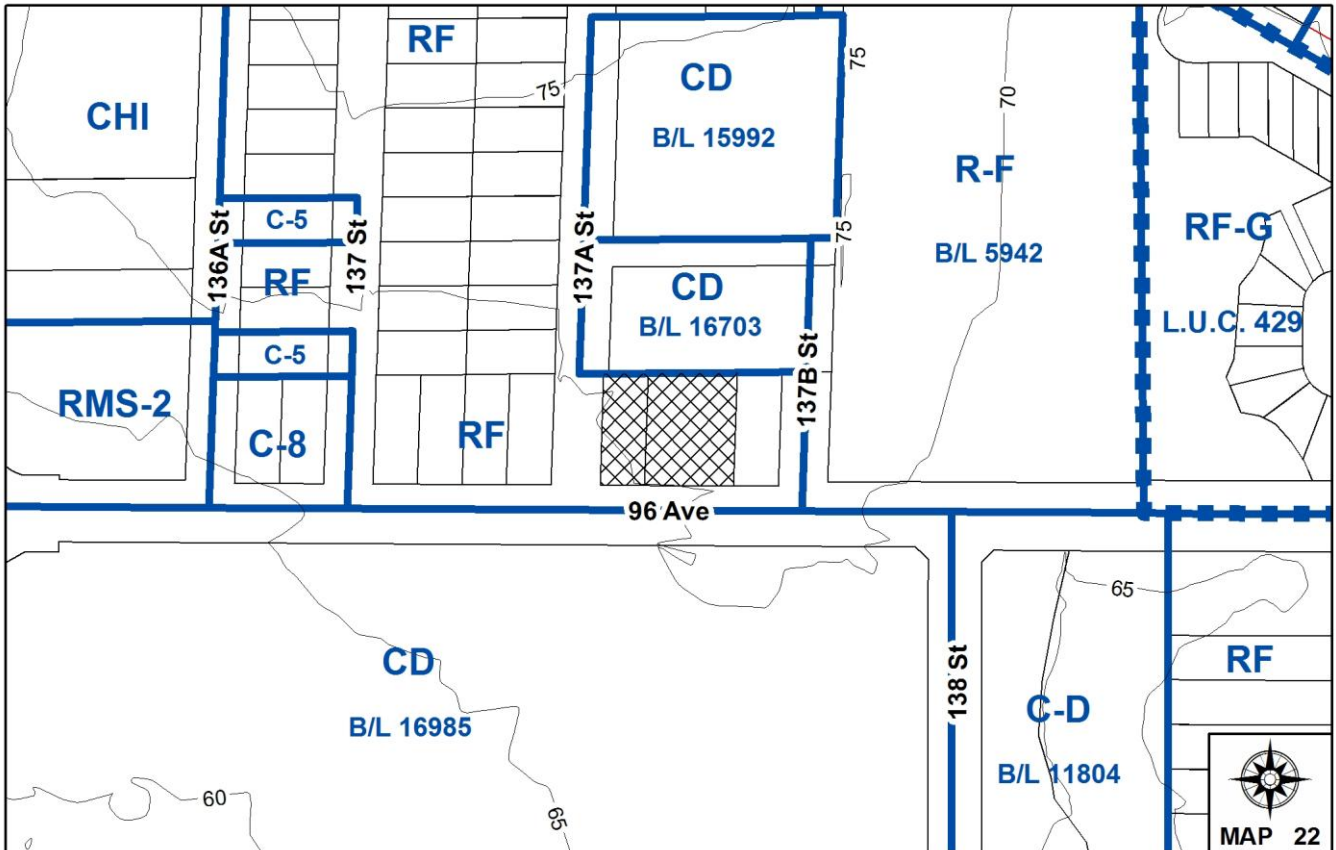 RF
CHI
CD
B/L 15992
75
75
70
R-F
B/L 5942
RF-G
L.U.C. 429
C-5
136A St
137 St
137A St
75
RF
CD
B/L 16703
C-5
137B St
RMS-2
C-8
RF
96 Ave
CD
B/L 16985
138 St
65
C-D
B/L 11804
RF
60
65
MAP 22